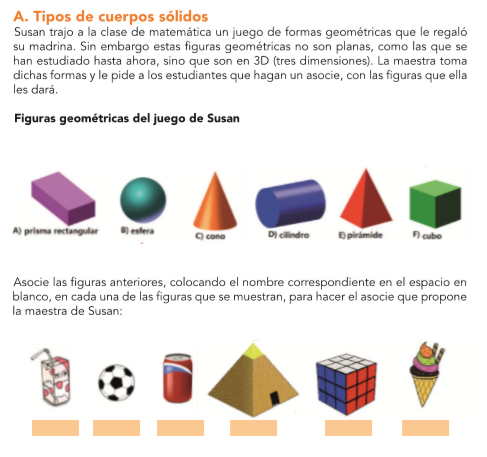 A. Tipos de cuerpos sólidos
Susan trajo a la clase de matemática un juego de formas geométricas que le regaló
su madrina. Sin embargo estas figuras geométricas no son planas, como las que se
han estudiado hasta ahora, sino que son en 3D (tres dimensiones). La maestra toma
dichas formas y le pide a los estudiantes que hagan un asocie, con las figuras que ella
les dará.
Figuras geométricas del juego de Susan
A) prisma rectangular
B) esfera
C) cono
D) cilindro
E) pirámide
F) cubo
Asocie las figuras anteriores, colocando el nombre correspondiente en el espacio en
blanco, en cada una de las figuras que se muestran, para hacer el asocie que propone
la maestra de Susan: